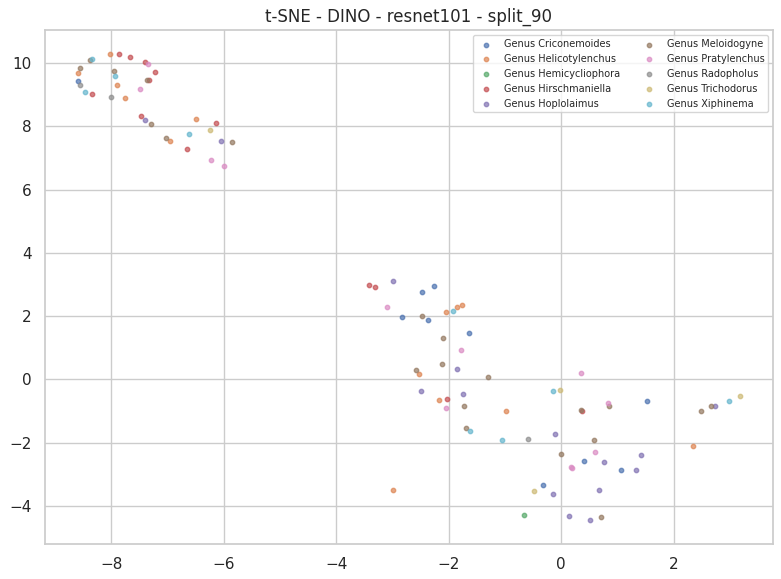 t-SNE - DINO - resnet101 - split_90
Genus Criconemoides
Genus Helicotylenchus
Genus Hemicycliophora
Genus Hirschmaniella
Genus Hoplolaimus
Genus Meloidogyne
Genus Pratylenchus
Genus Radopholus
Genus Trichodorus
Genus Xiphinema
10
8
6
4
2
0
−2
−4
−8 −6 −4 −2 0 2